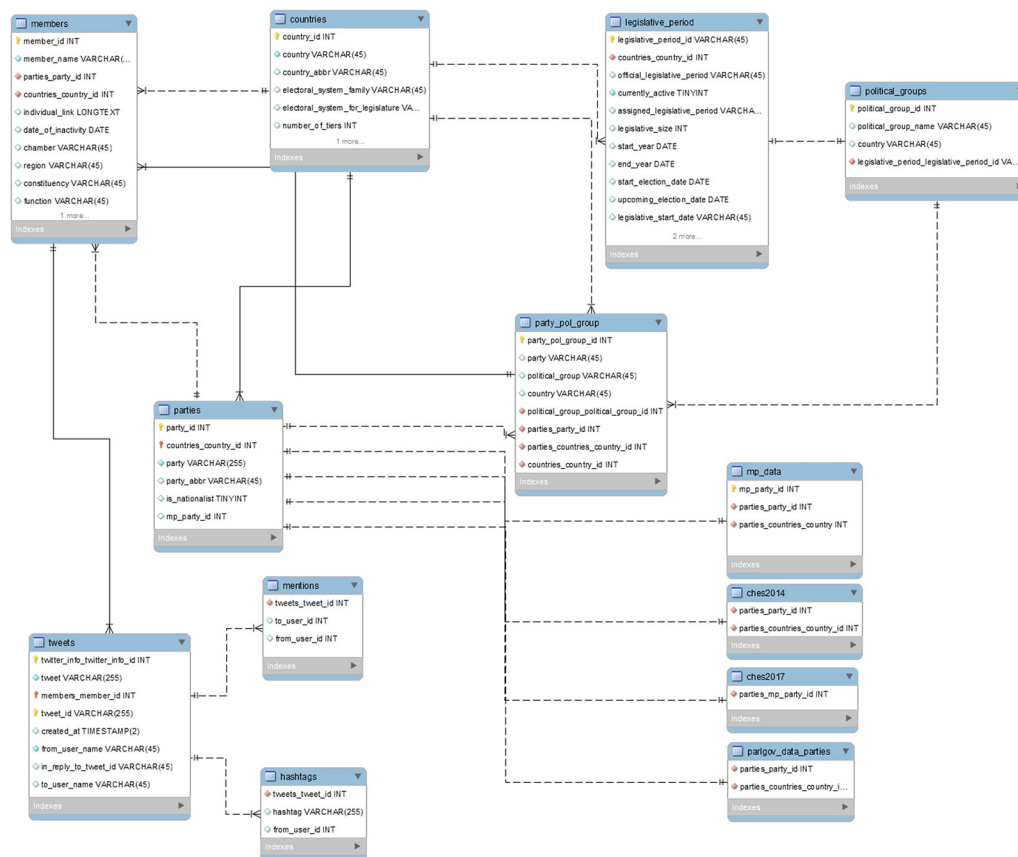 members
member_id INT
member_name VARCHAR(...
parties_party_id INT
countries_country_id INT
individual_link LONGTEXT
date_of_inactivity DATE
chamber VARCHAR(45)
region VARCHAR(45)
constituency VARCHAR(45)
function VARCHAR(45)
1 more...
Indexes
countries
country_id INT
country VARCHAR(45)
country_abbr VARCHAR(45)
electoral_system_family VARCHAR(45)
electoral_system_for_legislature VA...
number_of_tiers INT
1 more...
Indexes
legislative_period
legislative_period_id VARCHAR(45)
countries_country_id INT
official_legislative_period VARCHAR(45)
currently_active TINYINT
assigned_legislative_period VARCHA...
legislative_size INT
start_year DATE
end_year DATE
start_election_date DATE
upcoming_election_date DATE
legislative_start_date VARCHAR(45)
2 more...
Indexes
political_groups
political_group_id INT
political_group_name VARCHAR(45)
country VARCHAR(45)
legislative_period_legislative_period_id VA...
Indexes
party_pol_group
party_pol_group_id INT
party VARCHAR(45)
political_group VARCHAR(45)
country VARCHAR(45)
political_group_political_group_id INT
parties_party_id INT
parties_countries_country_id INT
countries_country_id INT
Indexes
parties
party_id INT
countries_country_id INT
party VARCHAR(255)
party_abbr VARCHAR(45)
is_nationalist TINYINT
mp_party_id INT
Indexes
mp_data
mp_party_id INT
parties_party_id INT
parties_countries_country INT
Indexes
ches2014
parties_party_id INT
parties_countries_country_id INT
Indexes
ches2017
parties_mp_party_id INT
Indexes
parlgov_data_parties
parties_party_id INT
parties_countries_country_i...
Indexes
mentions
tweets_tweet_id INT
to_user_id INT
from_user_id INT
Indexes
tweets
twitter_info_twitter_info_id INT
tweet VARCHAR(255)
members_member_id INT
tweet_id VARCHAR(255)
created_at TIMESTAMP(2)
from_user_name VARCHAR(45)
in_reply_to_tweet_id VARCHAR(45)
to_user_name VARCHAR(45)
Indexes
hashtags
tweets_tweet_id INT
hashtag VARCHAR(255)
from_user_id INT
Indexes